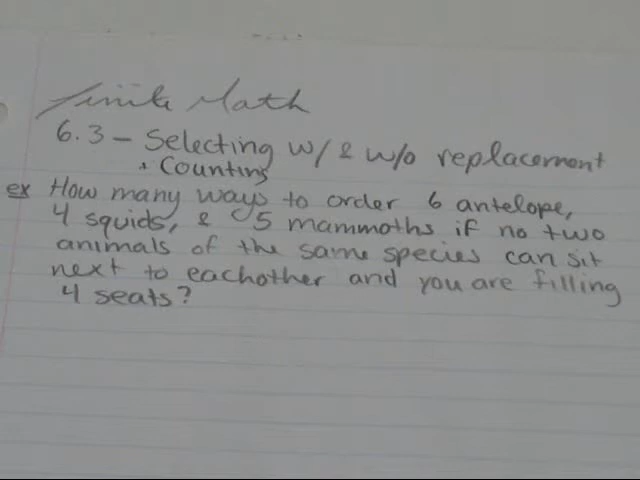 Finite Math
6.3 - Selecting w/ & w/o replacement
+ Counting
ex How many ways to order 6 antelope,
4 squids, & 5 mammoths if no two
animals of the same species can sit
next to eachother and you are filling
4 seats?